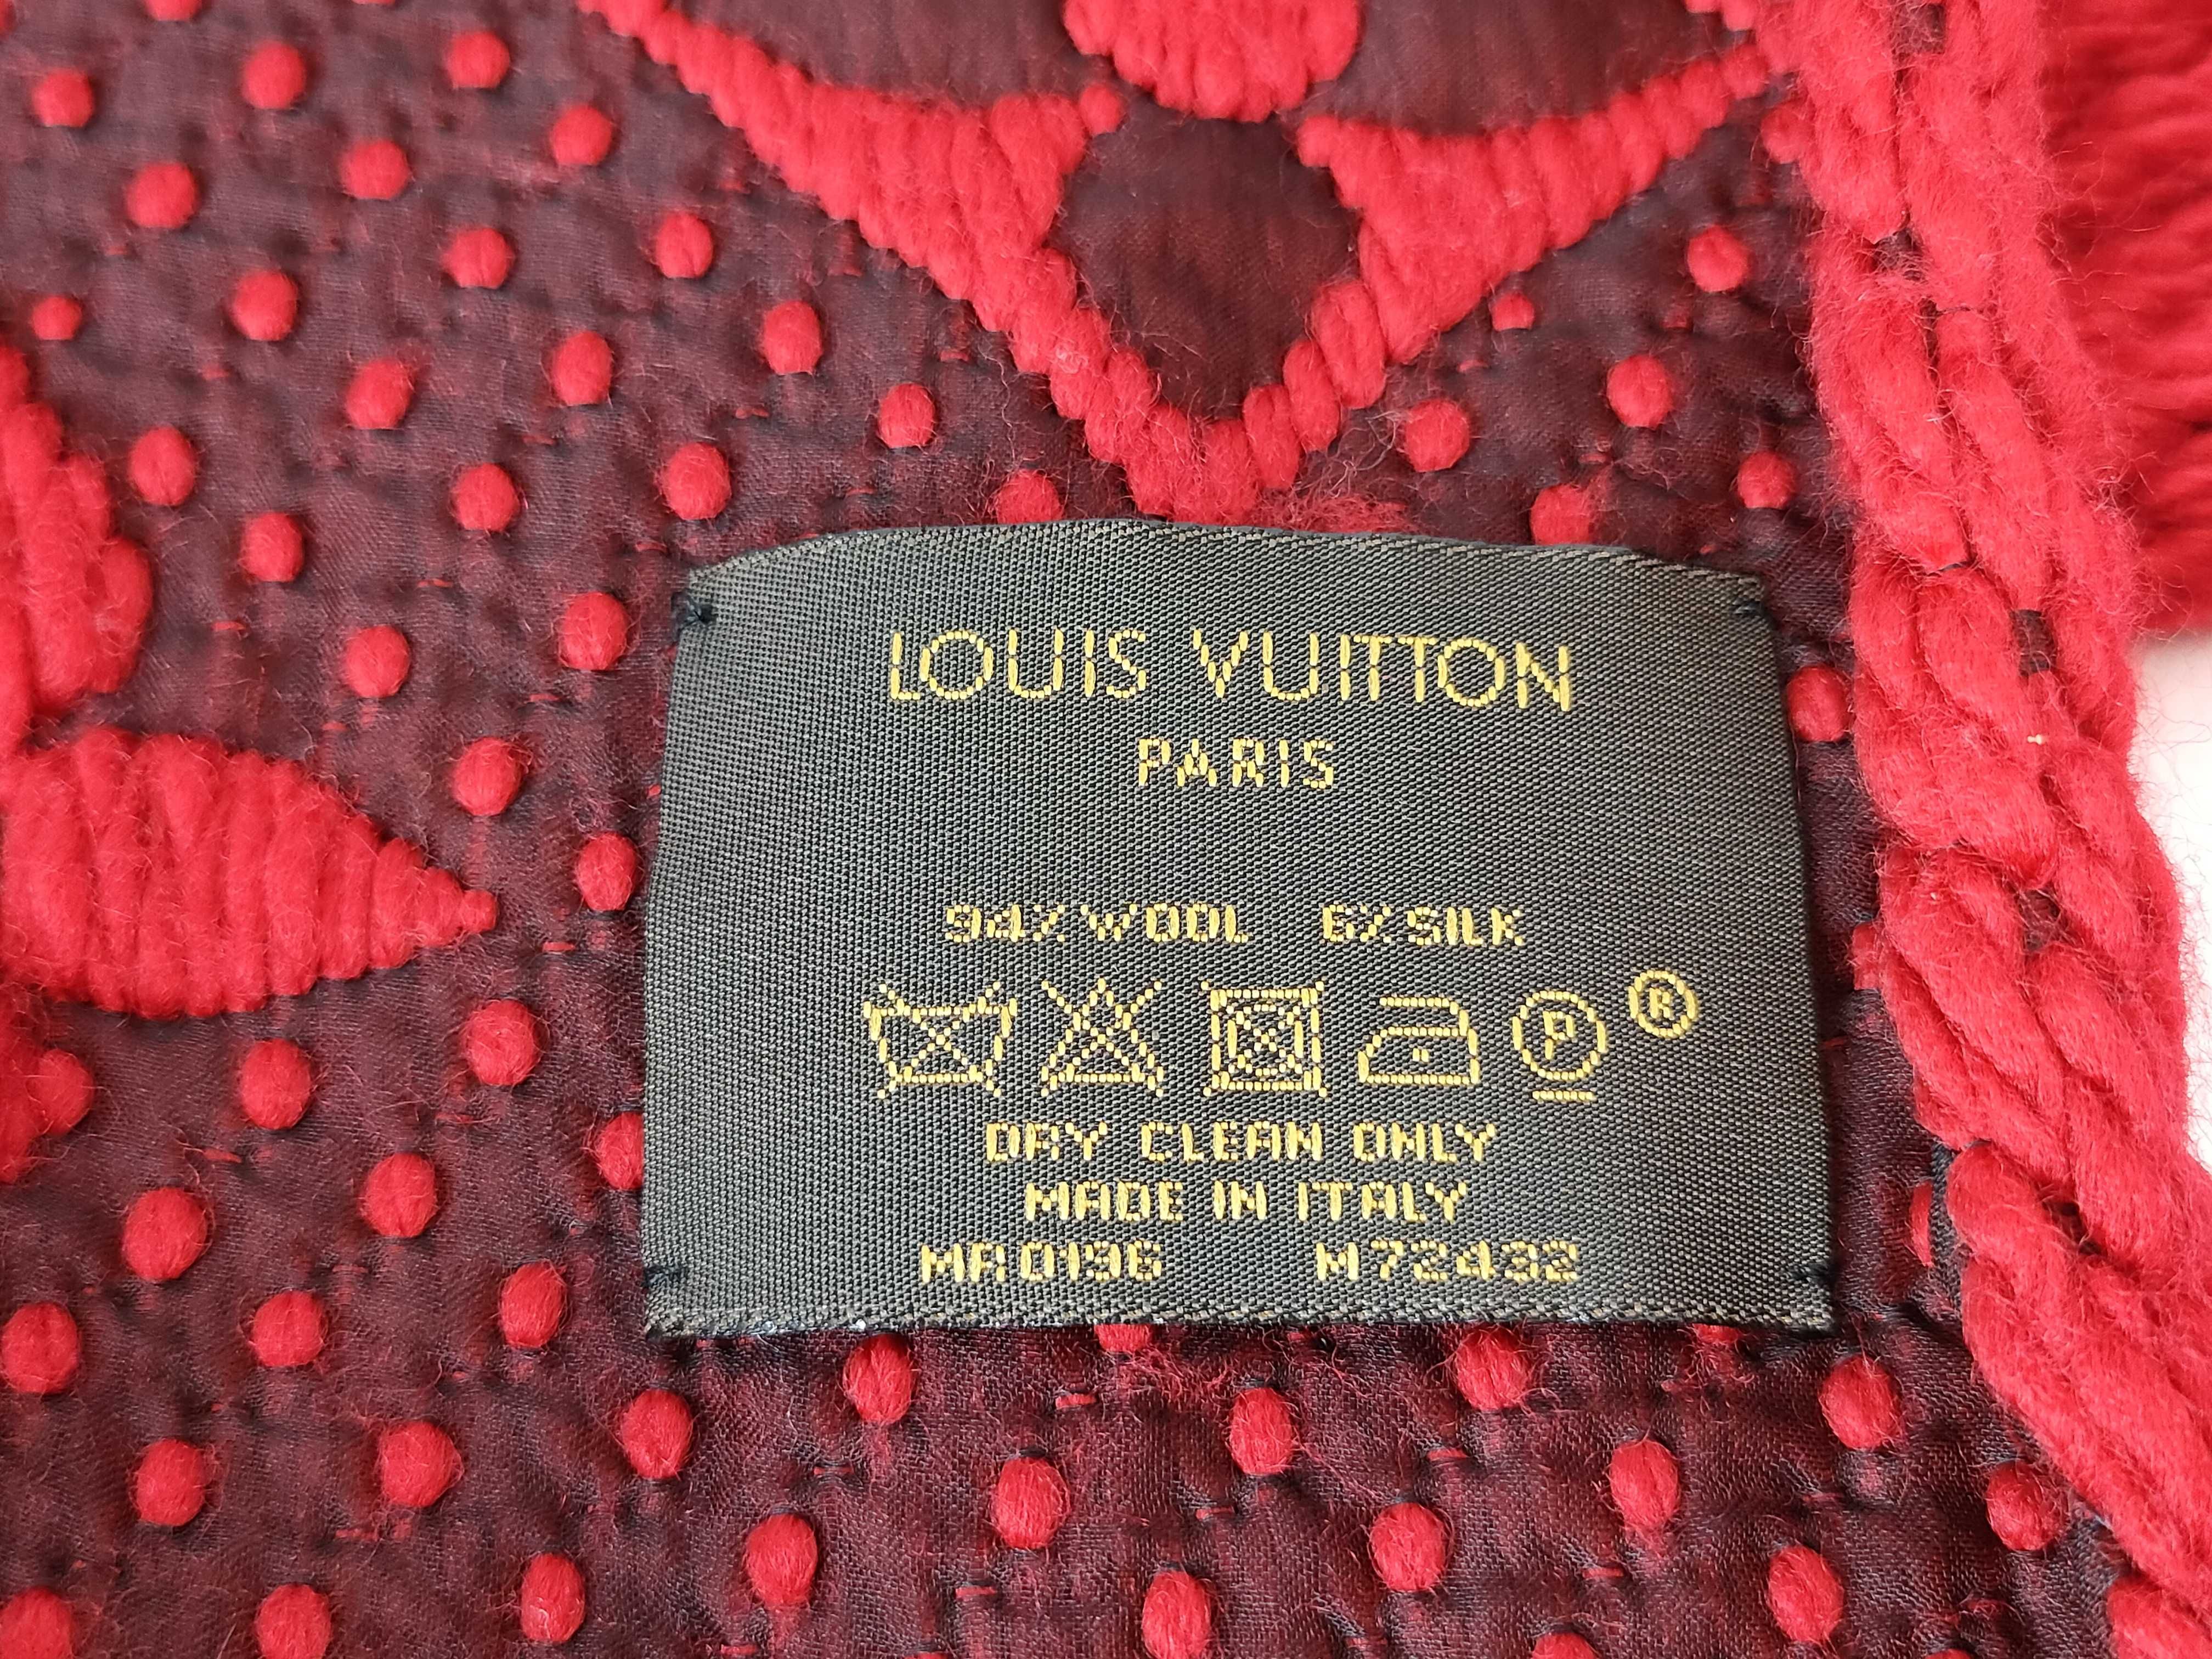 LOUIS VUITTON
PARIS
94% WOOL 6% SILK
P ®
DRY CLEAN ONLY
MADE IN ITALY
MR0196 M72432